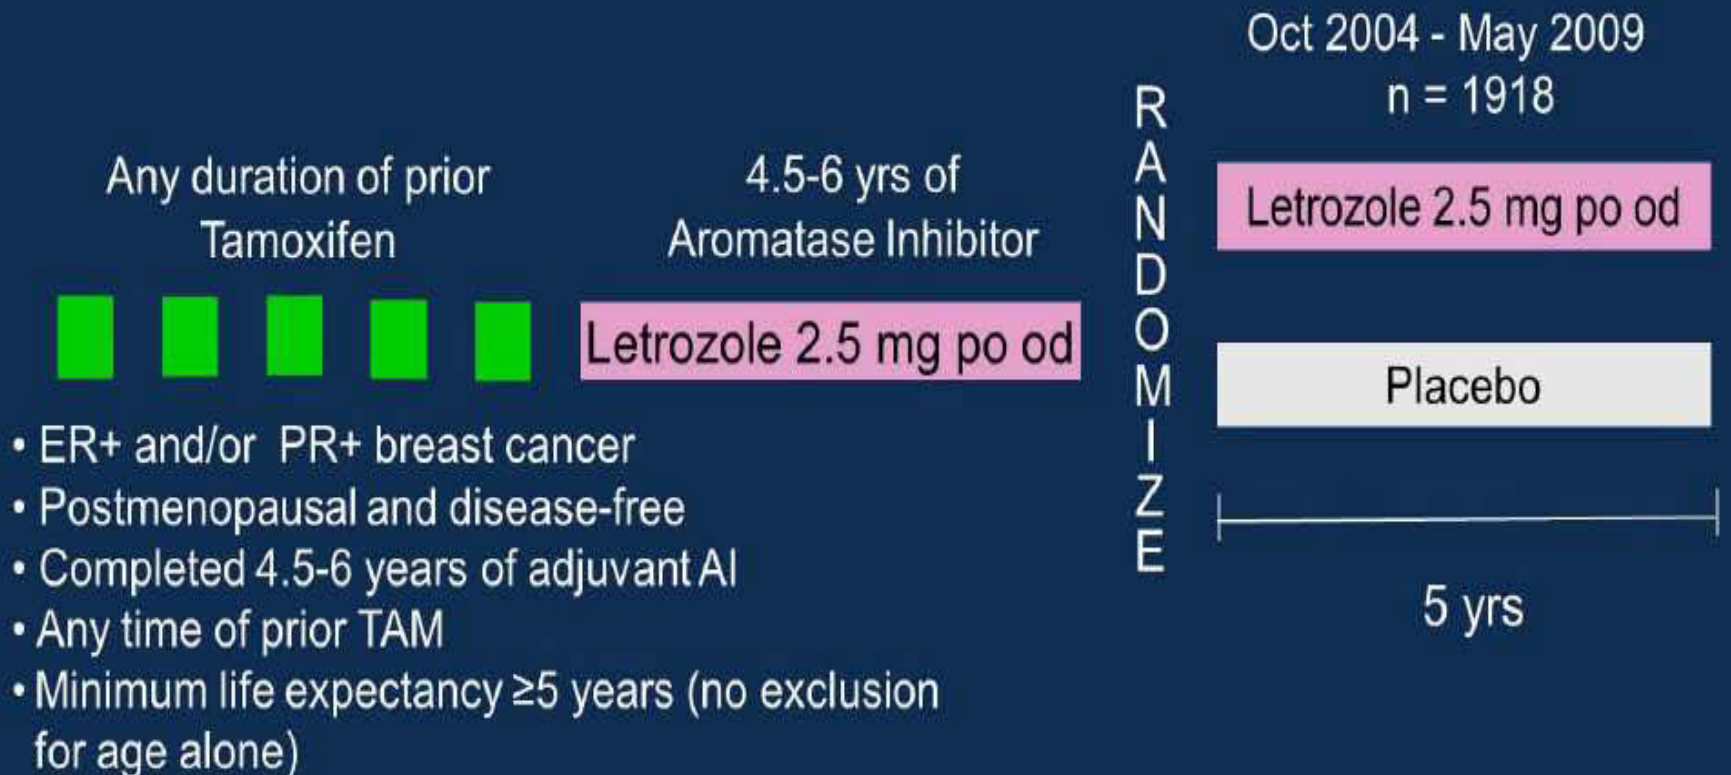 Oct 2004 - May 2009
n = 1918
Any duration of prior
Tamoxifen
4.5-6 yrs of
Aromatase Inhibitor
Letrozole 2.5 mg po od
RANDOMIZE
Letrozole 2.5 mg po od
Placebo
5 yrs
• ER+ and/or PR+ breast cancer
• Postmenopausal and disease-free
• Completed 4.5-6 years of adjuvant AI
• Any time of prior TAM
• Minimum life expectancy ≥5 years (no exclusion
for age alone)